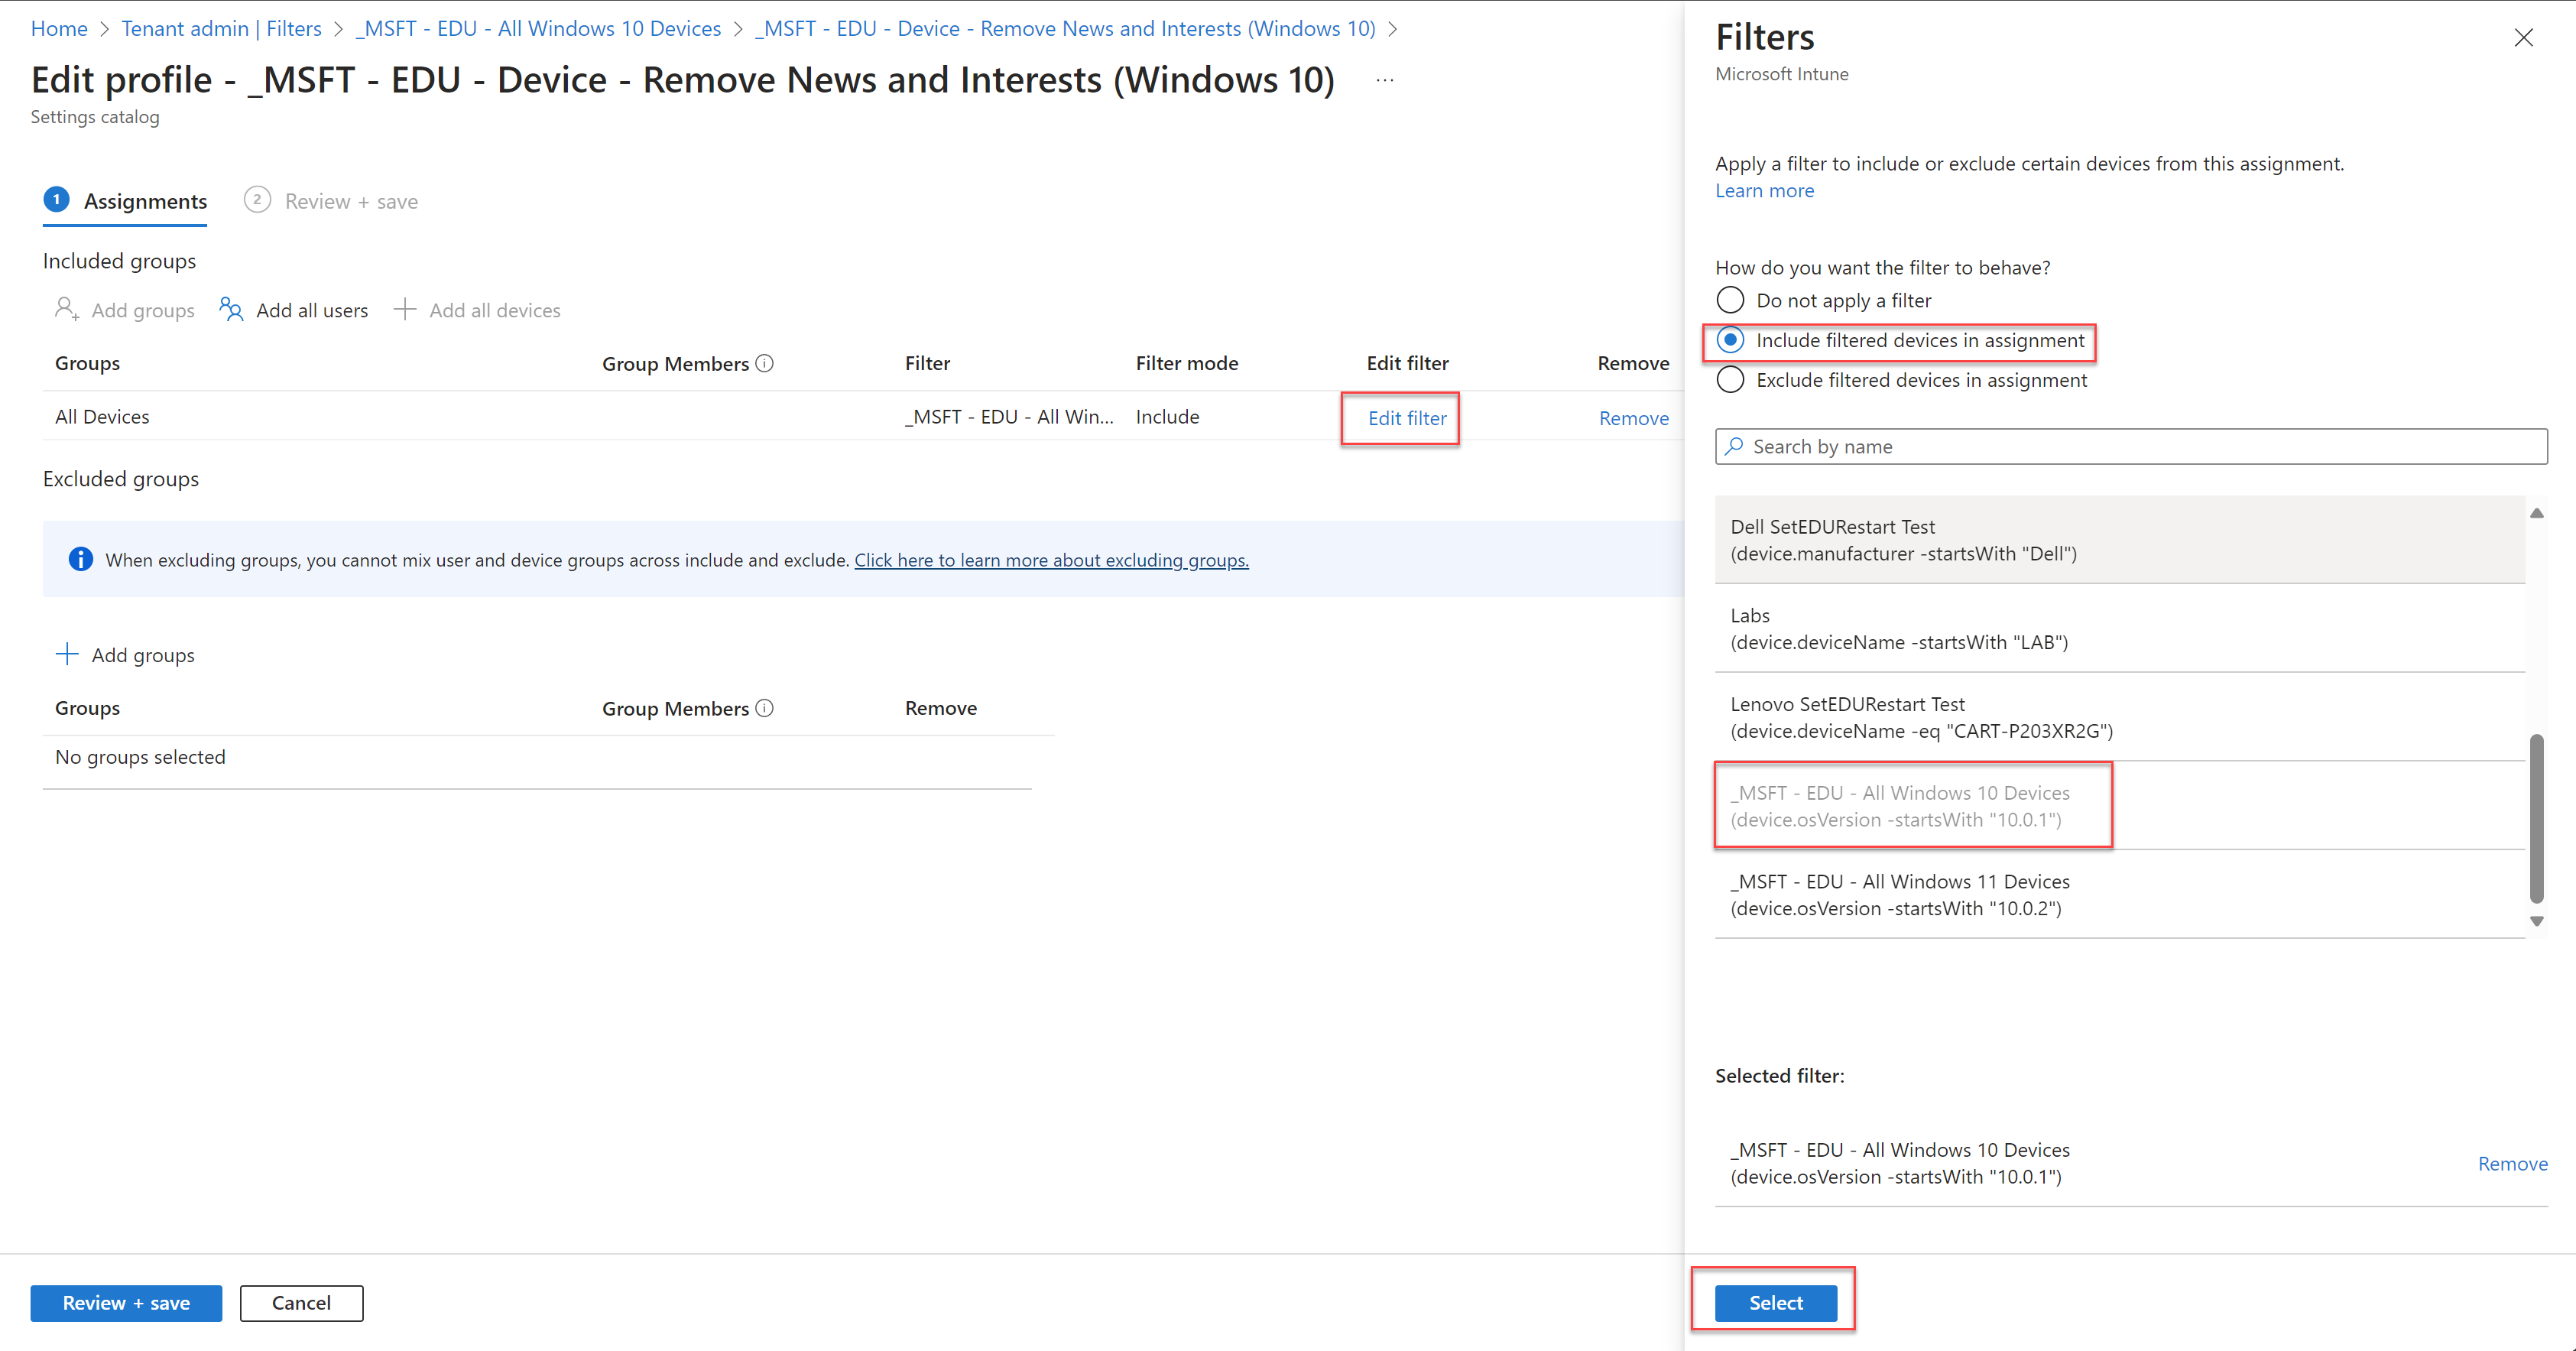 Home > Tenant admin | Filters > _MSFT - EDU - All Windows 10 Devices > _MSFT - EDU - Device - Remove News and Interests (Windows 10) >
Edit profile - _MSFT - EDU - Device - Remove News and Interests (Windows 10) ...
Settings catalog
1 Assignments 2 Review + save
Included groups
Add groups Add all users Add all devices
Groups Group Members Filter Filter mode Edit filter Remove
All Devices _MSFT - EDU - All Win... Include Edit filter Remove
Excluded groups
When excluding groups, you cannot mix user and device groups across include and exclude. Click here to learn more about excluding groups.
Add groups
Groups Group Members Remove
No groups selected
Review + save Cancel
Filters
Microsoft Intune
Apply a filter to include or exclude certain devices from this assignment.
Learn more
How do you want the filter to behave?
Do not apply a filter
Include filtered devices in assignment
Exclude filtered devices in assignment
Search by name
Dell SetEDURestart Test
(device.manufacturer -startsWith "Dell")
Labs
(device.deviceName -startsWith "LAB")
Lenovo SetEDURestart Test
(device.deviceName -eq "CART-P203XR2G")
_MSFT - EDU - All Windows 10 Devices
(device.osVersion -startsWith "10.0.1")
_MSFT - EDU - All Windows 11 Devices
(device.osVersion -startsWith "10.0.2")
Selected filter:
_MSFT - EDU - All Windows 10 Devices
(device.osVersion -startsWith "10.0.1")
Remove
Select